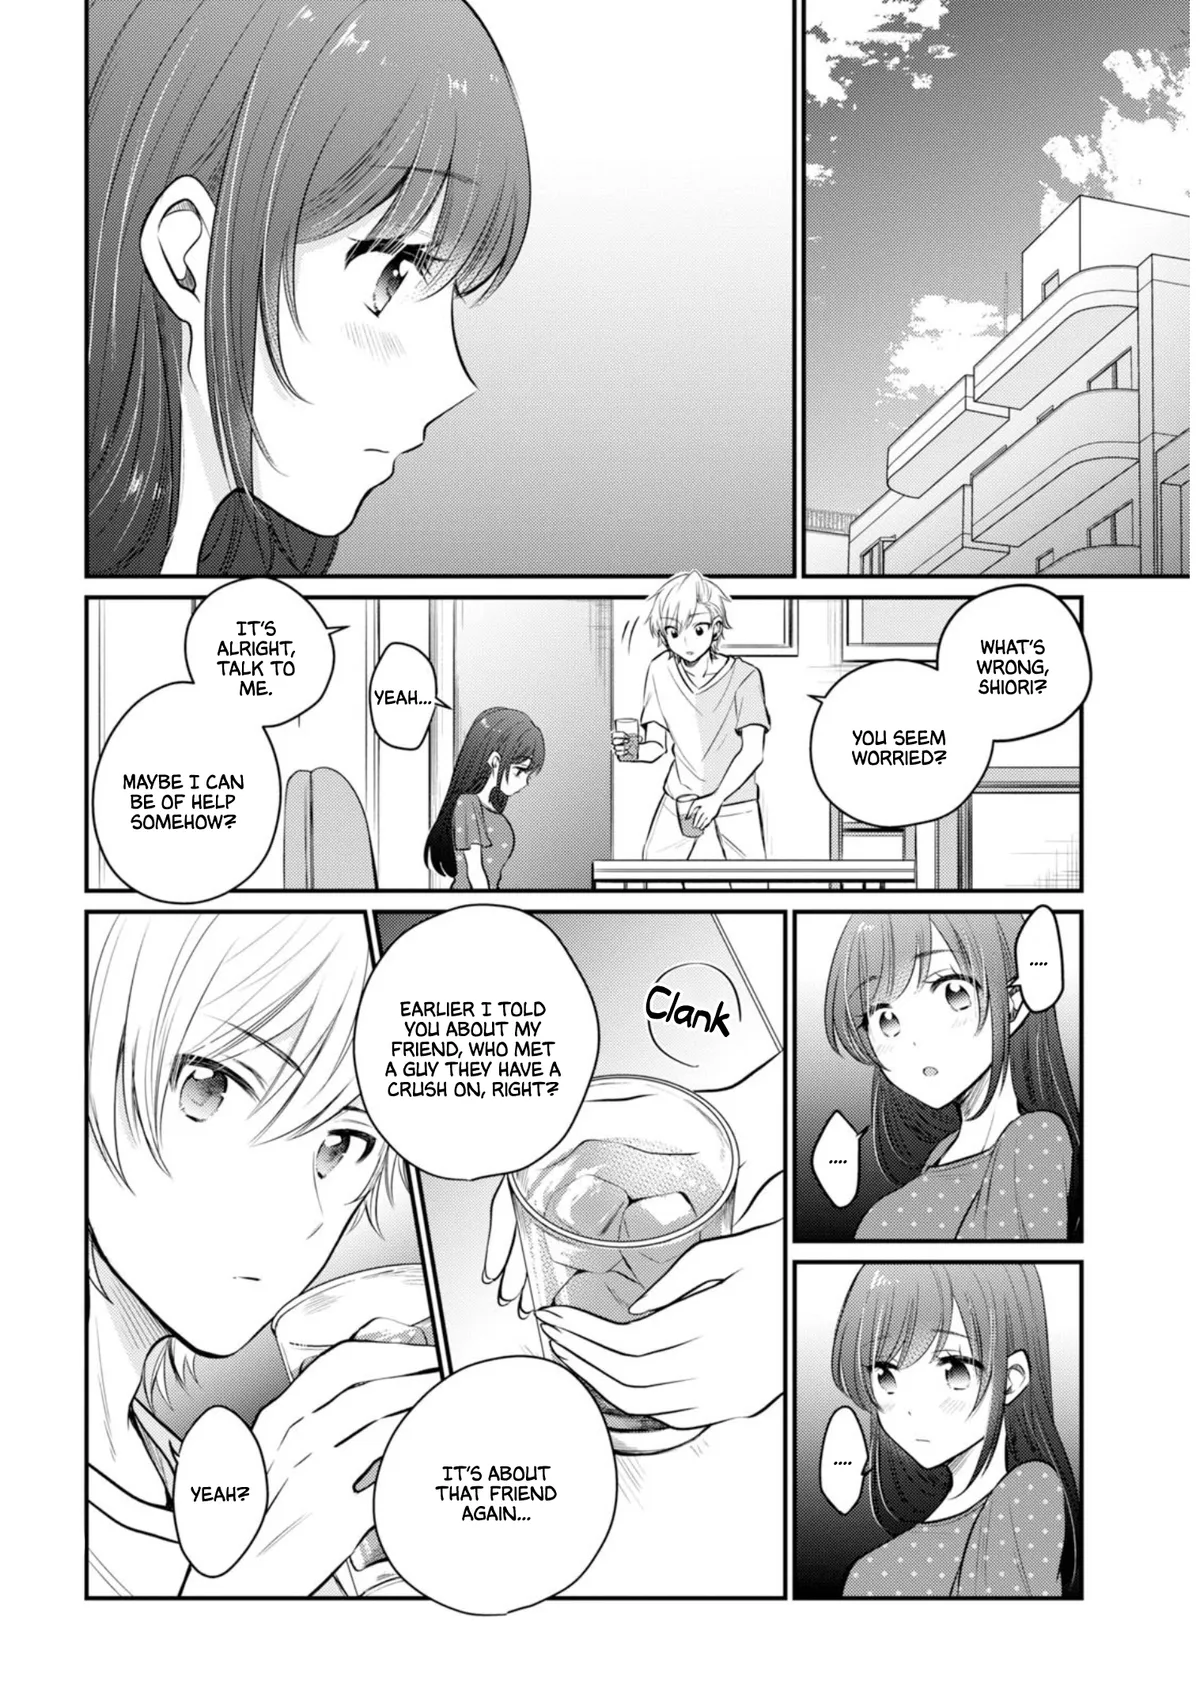 WHAT'S
WRONG,
SHIORI?
YOU SEEM
WORRIED?
YEAH...
IT'S
ALRIGHT,
TALK TO
ME.
MAYBE I CAN
BE OF HELP
SOMEHOW?
.....
.....
.....
Clank
EARLIER I TOLD
YOU ABOUT MY
FRIEND, WHO MET
A GUY THEY HAVE A
CRUSH ON, RIGHT?
IT'S ABOUT
THAT FRIEND
AGAIN...
YEAH?